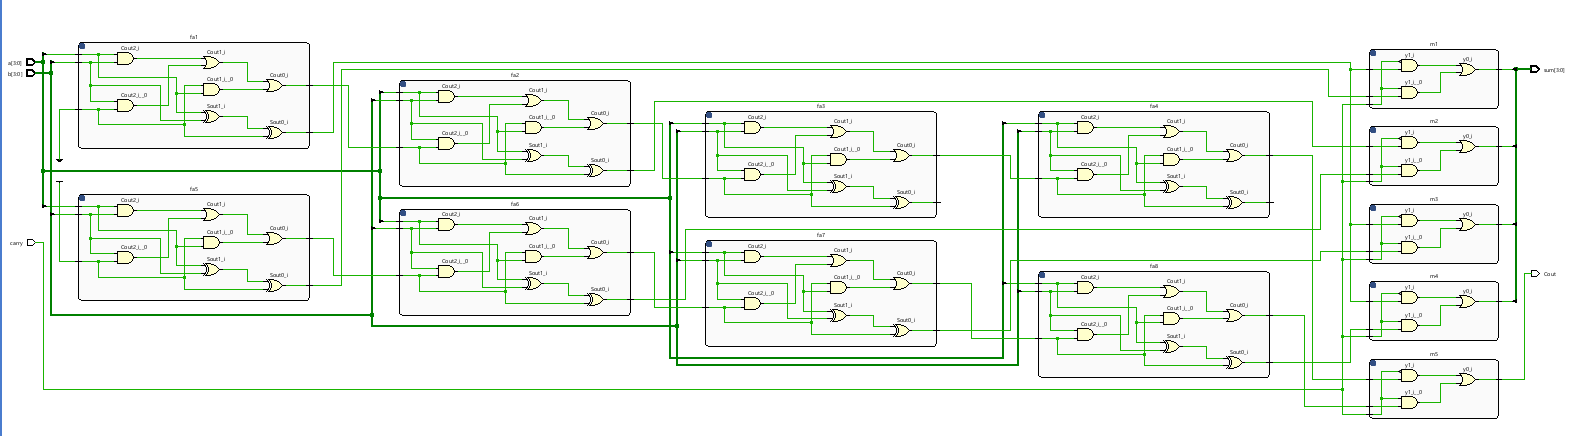 fa1
Cout2_i
Cout1_i
Cout0_i
Cout1_i__0
Cout2_i__0
Sout1_i
Sout0_i
a[3:0]
b[3:0]
fa2
Cout2_i
Cout1_i
Cout0_i
Cout1_i__0
Cout2_i__0
Sout1_i
Sout0_i
fa3
Cout2_i
Cout1_i
Cout0_i
Cout1_i__0
Cout2_i__0
Sout1_i
Sout0_i
fa4
Cout2_i
Cout1_i
Cout0_i
Cout1_i__0
Cout2_i__0
Sout1_i
Sout0_i
m1
y1_i
y0_i
y1_i__0
sum[3:0]
m2
y1_i
y0_i
y1_i__0
fa5
Cout2_i
Cout1_i
Cout0_i
Cout1_i__0
Cout2_i__0
Sout1_i
Sout0_i
carry
fa6
Cout2_i
Cout1_i
Cout0_i
Cout1_i__0
Cout2_i__0
Sout1_i
Sout0_i
fa7
Cout2_i
Cout1_i
Cout0_i
Cout1_i__0
Cout2_i__0
Sout1_i
Sout0_i
fa8
Cout2_i
Cout1_i
Cout0_i
Cout1_i__0
Cout2_i__0
Sout1_i
Sout0_i
m3
y1_i
y0_i
y1_i__0
m4
y1_i
y0_i
y1_i__0
Cout
m5
y1_i
y0_i
y1_i__0